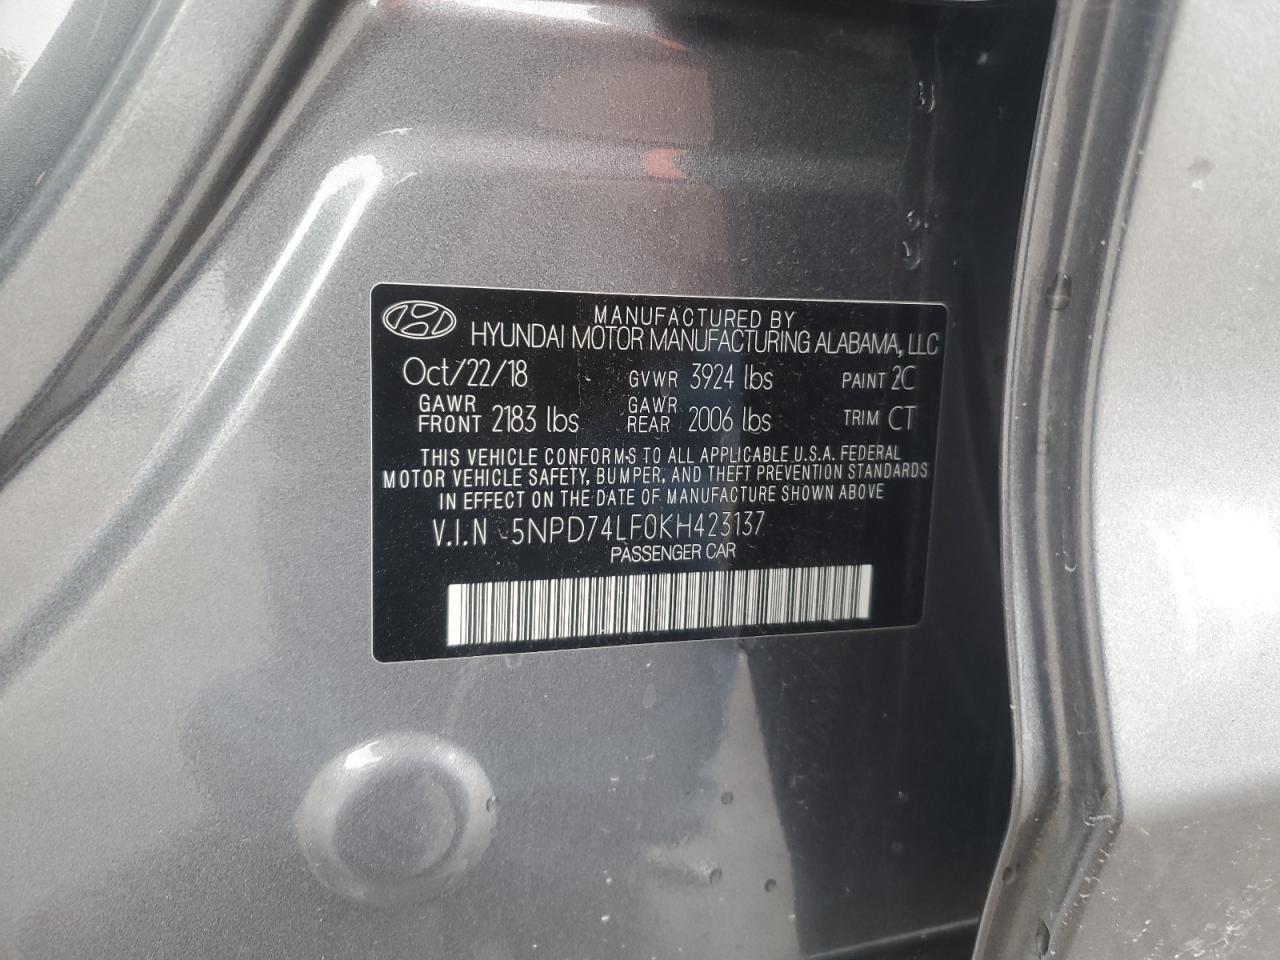 MANUFACTURED BY
HYUNDAI MOTOR MANUFACTURING ALABAMA, LLC
Oct/22/18 GVWR 3924 lbs PAINT 2C
GAWR FRONT 2183 lbs GAWR REAR 2006 lbs TRIM CT
THIS VEHICLE CONFORMS TO ALL APPLICABLE U.S.A. FEDERAL
MOTOR VEHICLE SAFETY, BUMPER, AND THEFT PREVENTION STANDARDS
IN EFFECT ON THE DATE OF MANUFACTURE SHOWN ABOVE
V.I.N 5NPD74LF0KH423137
PASSENGER CAR